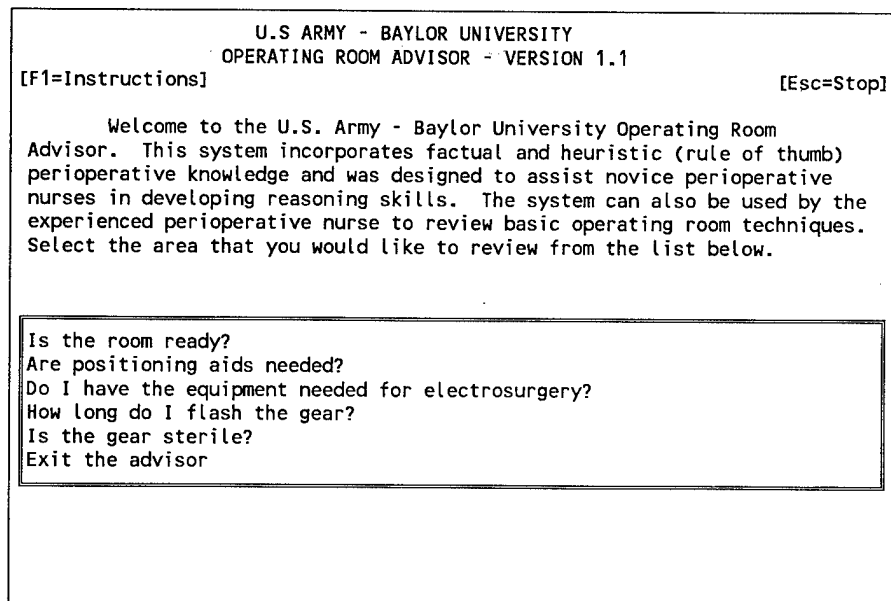 U.S ARMY - BAYLOR UNIVERSITY
OPERATING ROOM ADVISOR - VERSION 1.1
[F1=Instructions] [Esc=Stop]
Welcome to the U.S. Army - Baylor University Operating Room
Advisor. This system incorporates factual and heuristic (rule of thumb)
perioperative knowledge and was designed to assist novice perioperative
nurses in developing reasoning skills. The system can also be used by the
experienced perioperative nurse to review basic operating room techniques.
Select the area that you would like to review from the list below.
Is the room ready?
Are positioning aids needed?
Do I have the equipment needed for electrosurgery?
How long do I flash the gear?
Is the gear sterile?
Exit the advisor